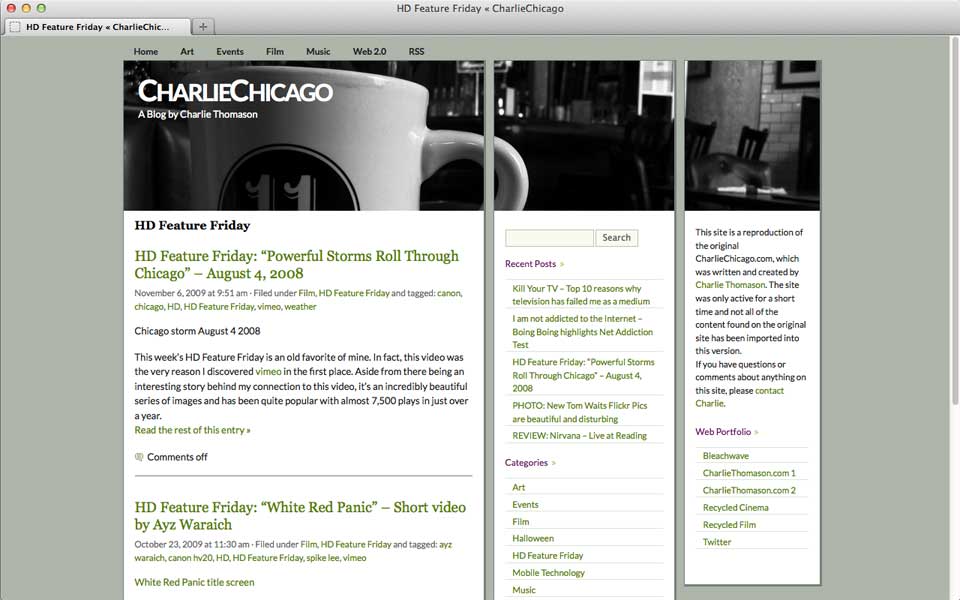 HD Feature Friday « CharlieChicago
HD Feature Friday « CharlieChic...
Home Art Events Film Music Web 2.0 RSS
CharlieChicago
A Blog by Charlie Thomason
11
HD Feature Friday
HD Feature Friday: “Powerful Storms Roll Through
Chicago” – August 4, 2008
November 6, 2009 at 9:51 am · Filed under Film, HD Feature Friday and tagged: canon,
chicago, HD, HD Feature Friday, vimeo, weather
Chicago storm August 4 2008
This week’s HD Feature Friday is an old favorite of mine. In fact, this video was
the very reason I discovered vimeo in the first place. Aside from there being an
interesting story behind my connection to this video, it’s an incredibly beautiful
series of images and has been quite popular with almost 7,500 plays in just over
a year.
Read the rest of this entry »
Comments off
HD Feature Friday: “White Red Panic” – Short video
by Ayz Waraich
October 23, 2009 at 11:30 am · Filed under Film, HD Feature Friday and tagged: ayz
waraich, canon hv20, HD, HD Feature Friday, spike lee, vimeo
White Red Panic title screen
Search
Recent Posts »
Kill Your TV – Top 10 reasons why
television has failed me as a medium
I am not addicted to the internet –
Boing Boing highlights Net Addiction
Test
HD Feature Friday: “Powerful Storms
Roll Through Chicago” – August 4,
2008
PHOTO: New Tom Waits Flickr Pics
are beautiful and disturbing
REVIEW: Nirvana – Live at Reading
Categories »
Art
Events
Film
Halloween
HD Feature Friday
Mobile Technology
Music
This site is a reproduction of
the original
CharlieChicago.com, which
was written and created by
Charlie Thomason. The site
was only active for a short
time and not all of the
content found on the original
site has been imported into
this version.
If you have questions or
comments about anything on
this site, please contact
Charlie.
Web Portfolio »
Bleachwave
CharlieThomason.com 1
CharlieThomason.com 2
Recycled Cinema
Recycled Film
Twitter